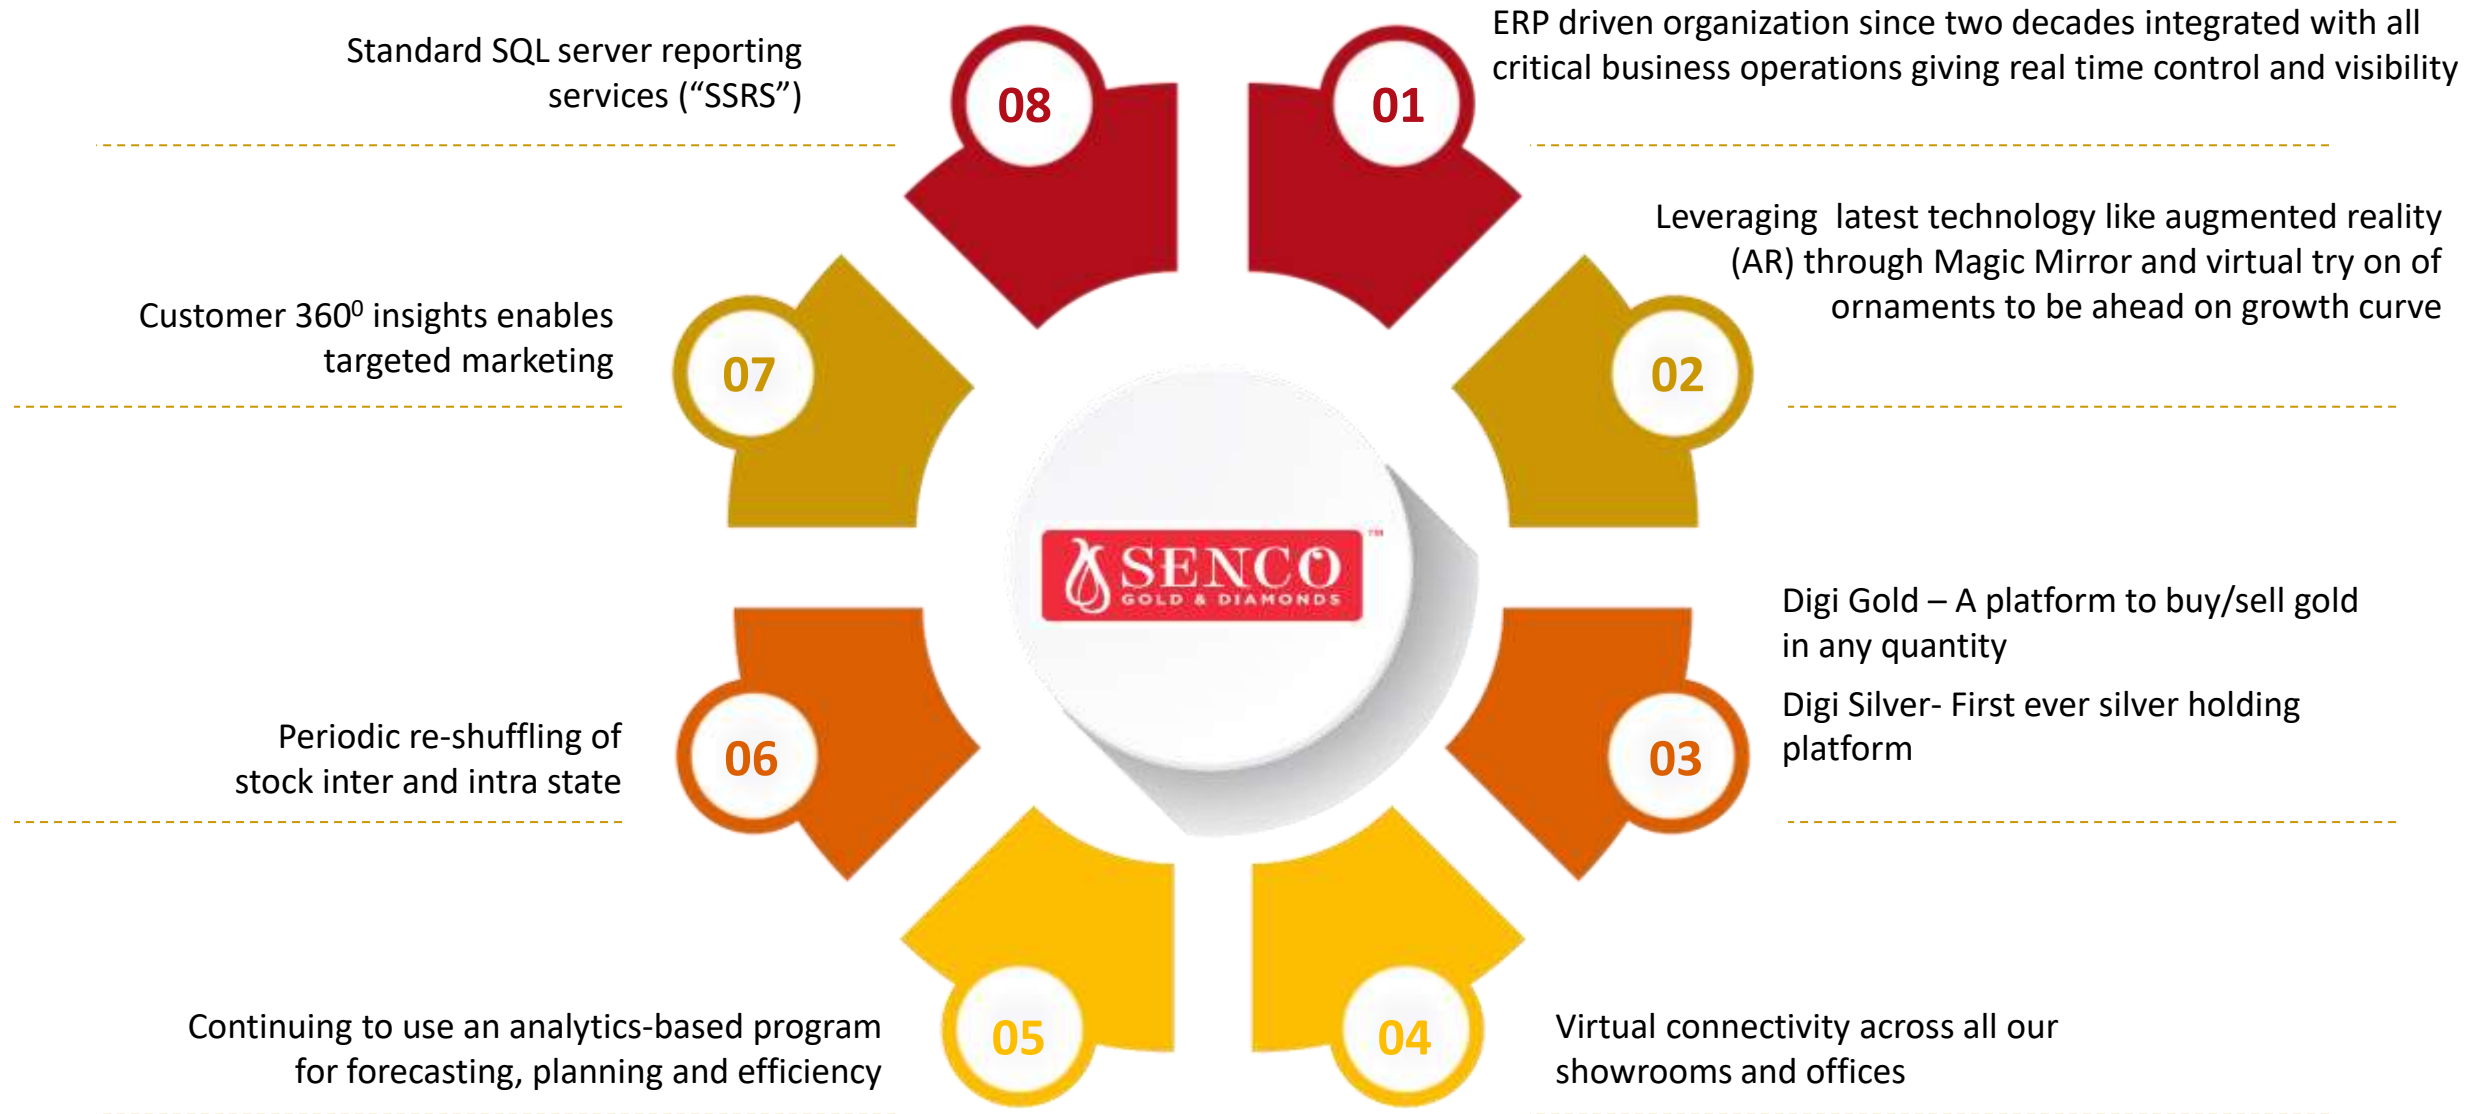 01
ERP driven organization since two decades integrated with all
critical business operations giving real time control and visibility
02
Leveraging  latest technology like augmented reality
(AR) through Magic Mirror and virtual try on of
ornaments to be ahead on growth curve
03
Digi Gold – A platform to buy/sell gold
in any quantity
Digi Silver- First ever silver holding
platform
04
Virtual connectivity across all our
showrooms and offices
05
Continuing to use an analytics-based program
for forecasting, planning and efficiency
06
Periodic re-shuffling of
stock inter and intra state
07
Customer 360⁰ insights enables
targeted marketing
08
Standard SQL server reporting
services (“SSRS”)
SENCO ™
GOLD & DIAMONDS